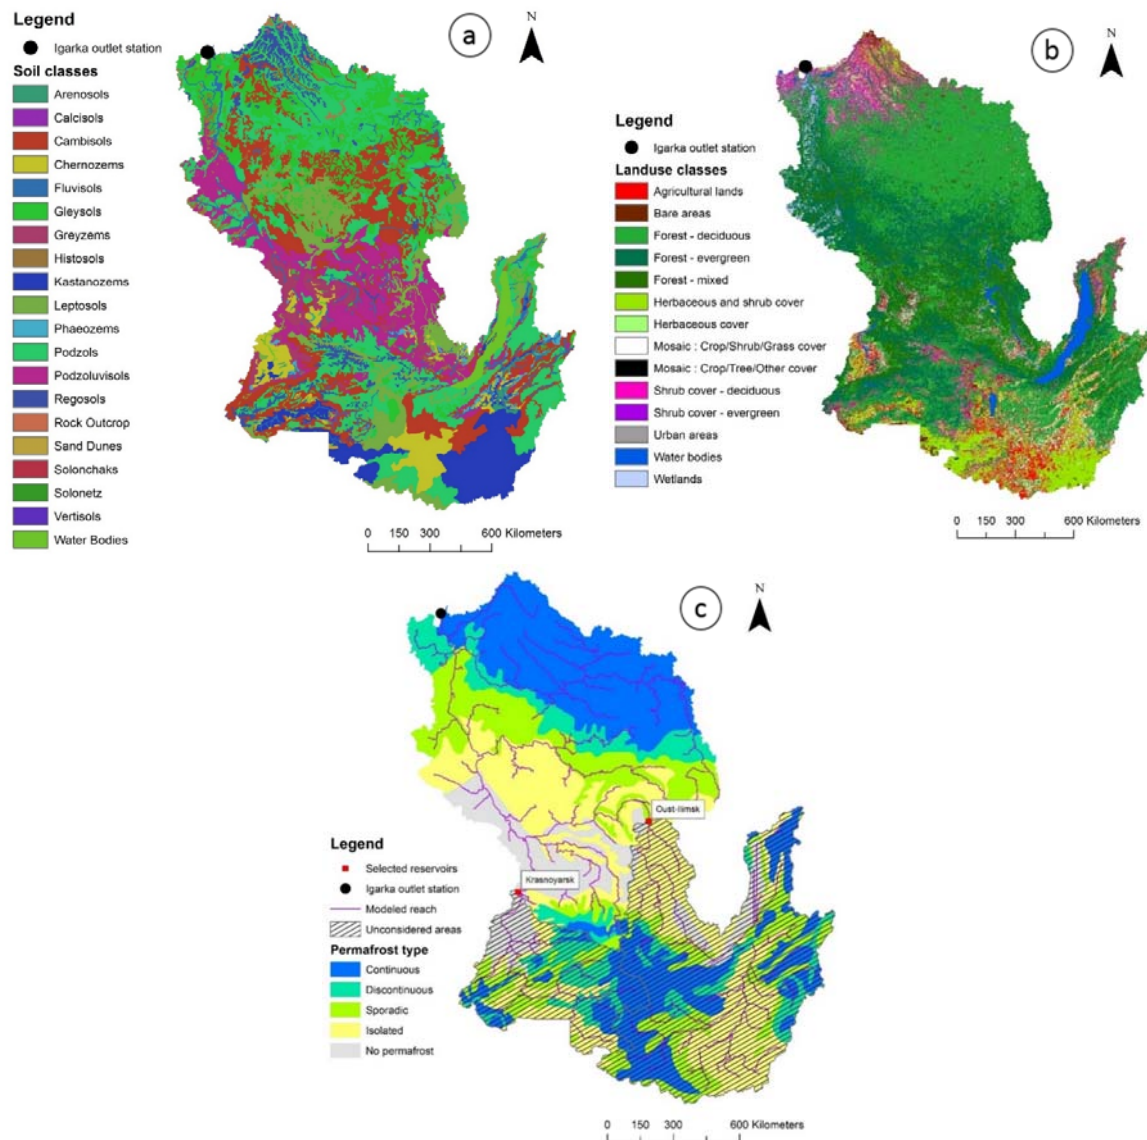 Legend
Igarka outlet station
Soil classes
Arenosols
Calcisols
Cambisols
Chernozems
Fluvisols
Gleysols
Greyzems
Histosols
Kastanozems
Leptosols
Phaeozems
Podzols
Podzoluvisols
Regosols
Rock Outcrop
Sand Dunes
Solonchaks
Solonetz
Vertisols
Water Bodies
a
N
0 150 300 600 Kilometers
b
N
Legend
Igarka outlet station
Landuse classes
Agricultural lands
Bare areas
Forest - deciduous
Forest - evergreen
Forest - mixed
Herbaceous and shrub cover
Herbaceous cover
Mosaic : Crop/Shrub/Grass cover
Mosaic : Crop/Tree/Other cover
Shrub cover - deciduous
Shrub cover - evergreen
Urban areas
Water bodies
Wetlands
0 150 300 600 Kilometers
c
N
Oust-Ilimsk
Krasnoyarsk
Legend
Selected reservoirs
Igarka outlet station
Modeled reach
Unconsidered areas
Permafrost type
Continuous
Discontinuous
Sporadic
Isolated
No permafrost
0 150 300 600 Kilometers